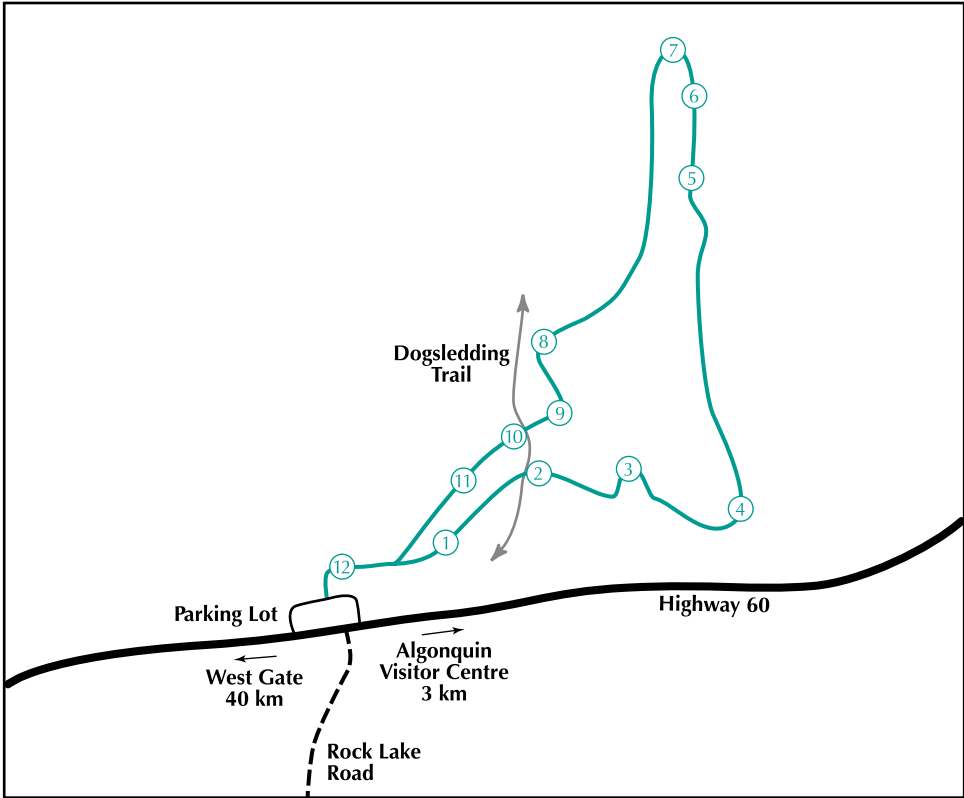 7
6
5
8
Dogsledding
Trail
9
10
11
2
3
4
1
12
Parking Lot
Highway 60
Algonquin
Visitor Centre
3 km
West Gate
40 km
Rock Lake
Road